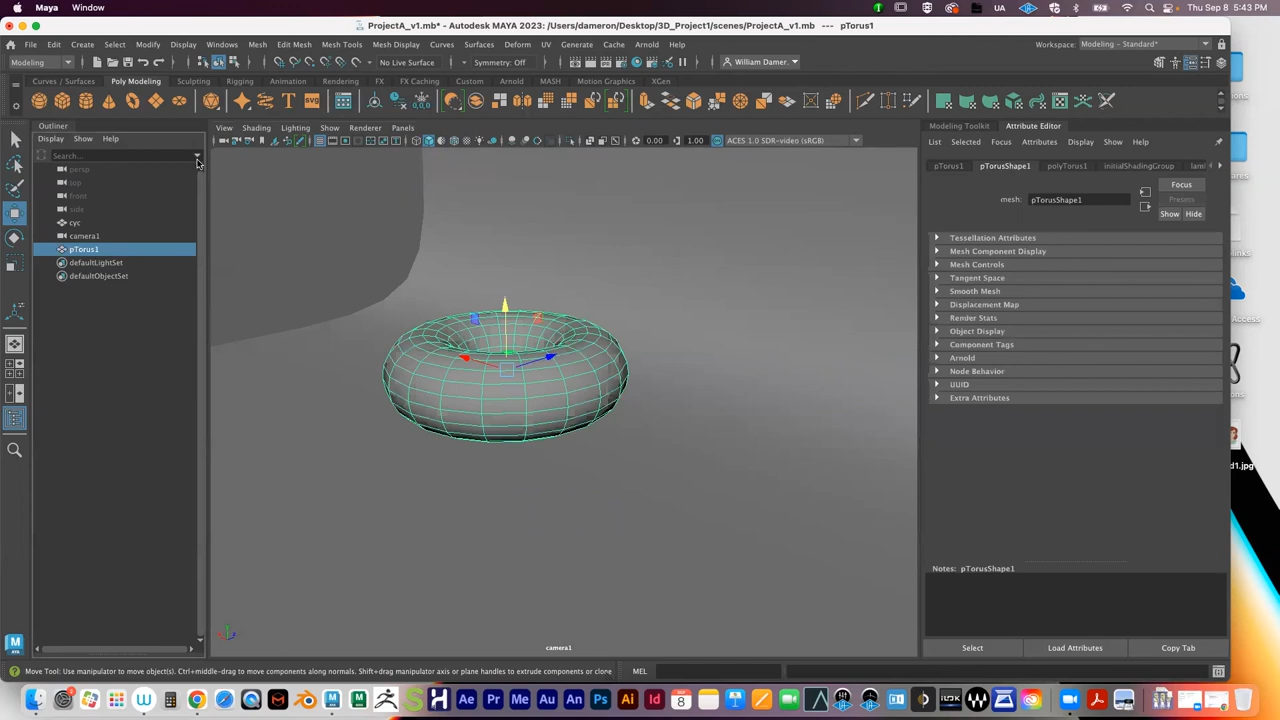 Maya Window UA Thu Sep 8 5:43 PM
ProjectA_v1.mb* - Autodesk MAYA 2023: /Users/dameron/Desktop/3D_Project1/scenes/ProjectA_v1.mb --- pTorus1
File Edit Create Select Modify Display Windows Mesh Edit Mesh Mesh Tools Mesh Display Curves Surfaces Deform UV Generate Cache Arnold Help Workspace: Modeling - Standard*
Modeling No Live Surface Symmetry: Off William Damer...
Curves / Surfaces Poly Modeling Sculpting Rigging Animation Rendering FX FX Caching Custom Arnold MASH Motion Graphics XGen
Outliner
Display Show Help
Search...
persp
top
front
side
cyc
camera1
pTorus1
defaultLightSet
defaultObjectSet
View Shading Lighting Show Renderer Panels
0.00 1.00 ACES 1.0 SDR-video (sRGB)
camera1
Modeling Toolkit Attribute Editor
List Selected Focus Attributes Display Show Help
pTorus1 pTorusShape1 polyTorus1 initialShadingGroup
mesh: pTorusShape1
Focus
Presets
Show Hide
Tessellation Attributes
Mesh Component Display
Mesh Controls
Tangent Space
Smooth Mesh
Displacement Map
Render Stats
Object Display
Component Tags
Arnold
Node Behavior
UUID
Extra Attributes
Notes: pTorusShape1
Select Load Attributes Copy Tab
Move Tool: Use manipulator to move object(s). Ctrl+middle-drag to move components along normals. Shift+drag manipulator axis or plane handles to extrude components or clone
MEL